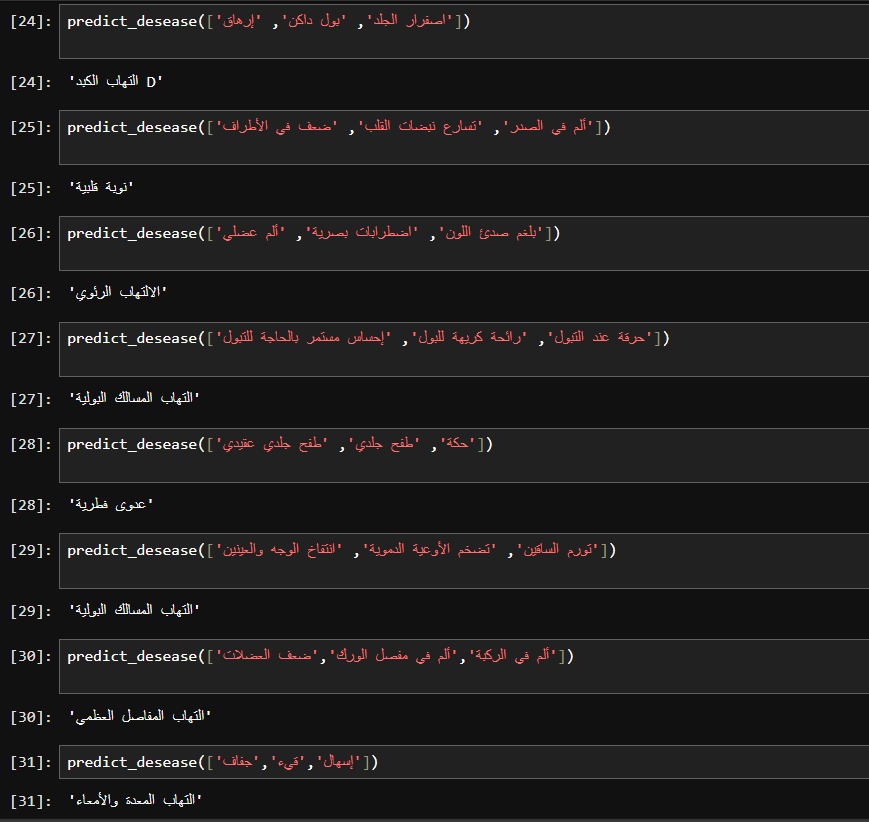 [24]: predict_desease(['اصفرار الجلد', 'بول داكن', 'إرهاق'])
[24]: 'التهاب الكبد D'
[25]: predict_desease(['ألم في الصدر', 'تسارع نبضات القلب', 'ضعف في الأطراف'])
[25]: 'نوبة قلبية'
[26]: predict_desease(['بلغم صدئ اللون', 'اضطرابات بصرية', 'ألم عضلي'])
[26]: 'الالتهاب الرئوي'
[27]: predict_desease(['حرقة عند التبول', 'رائحة كريهة للبول', 'إحساس مستمر بالحاجة للتبول'])
[27]: 'التهاب المسالك البولية'
[28]: predict_desease(['حكة', 'طفح جلدي', 'طفح جلدي عقيدي'])
[28]: 'عدوى فطرية'
[29]: predict_desease(['تورم الساقين', 'تضخم الأوعية الدموية', 'انتفاخ الوجه والعينين'])
[29]: 'التهاب المسالك البولية'
[30]: predict_desease(['ألم في الركبة','ألم في مفصل الورك','ضعف العضلات'])
[30]: 'التهاب المفاصل العظمي'
[31]: predict_desease(['إسهال','قيء','جفاف'])
[31]: 'التهاب المعدة والأمعاء'